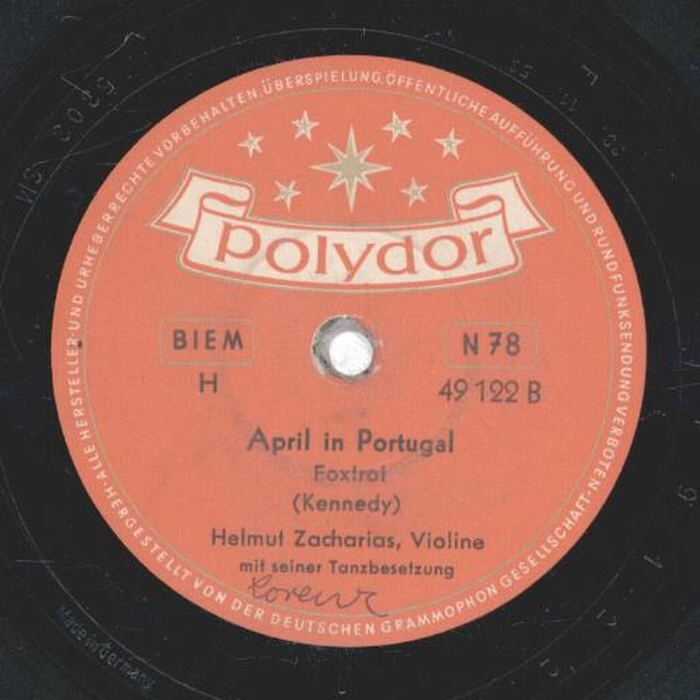 ALLE HERSTELLER- UND URHEBERRECHTE VORBEHALTEN. ÜBERSPIELUNG, ÖFFENTLICHE AUFFÜHRUNG UND RUNDFUNKSENDUNG VERBOTEN.
polydor
BIEM
N 78
H
49 122 B
April in Portugal
Foxtrot
(Kennedy)
Helmut Zacharias, Violine
mit seiner Tanzbesetzung
Lorenz
HERGESTELLT VON DER DEUTSCHEN GRAMMOPHON GESELLSCHAFT
Made in Germany